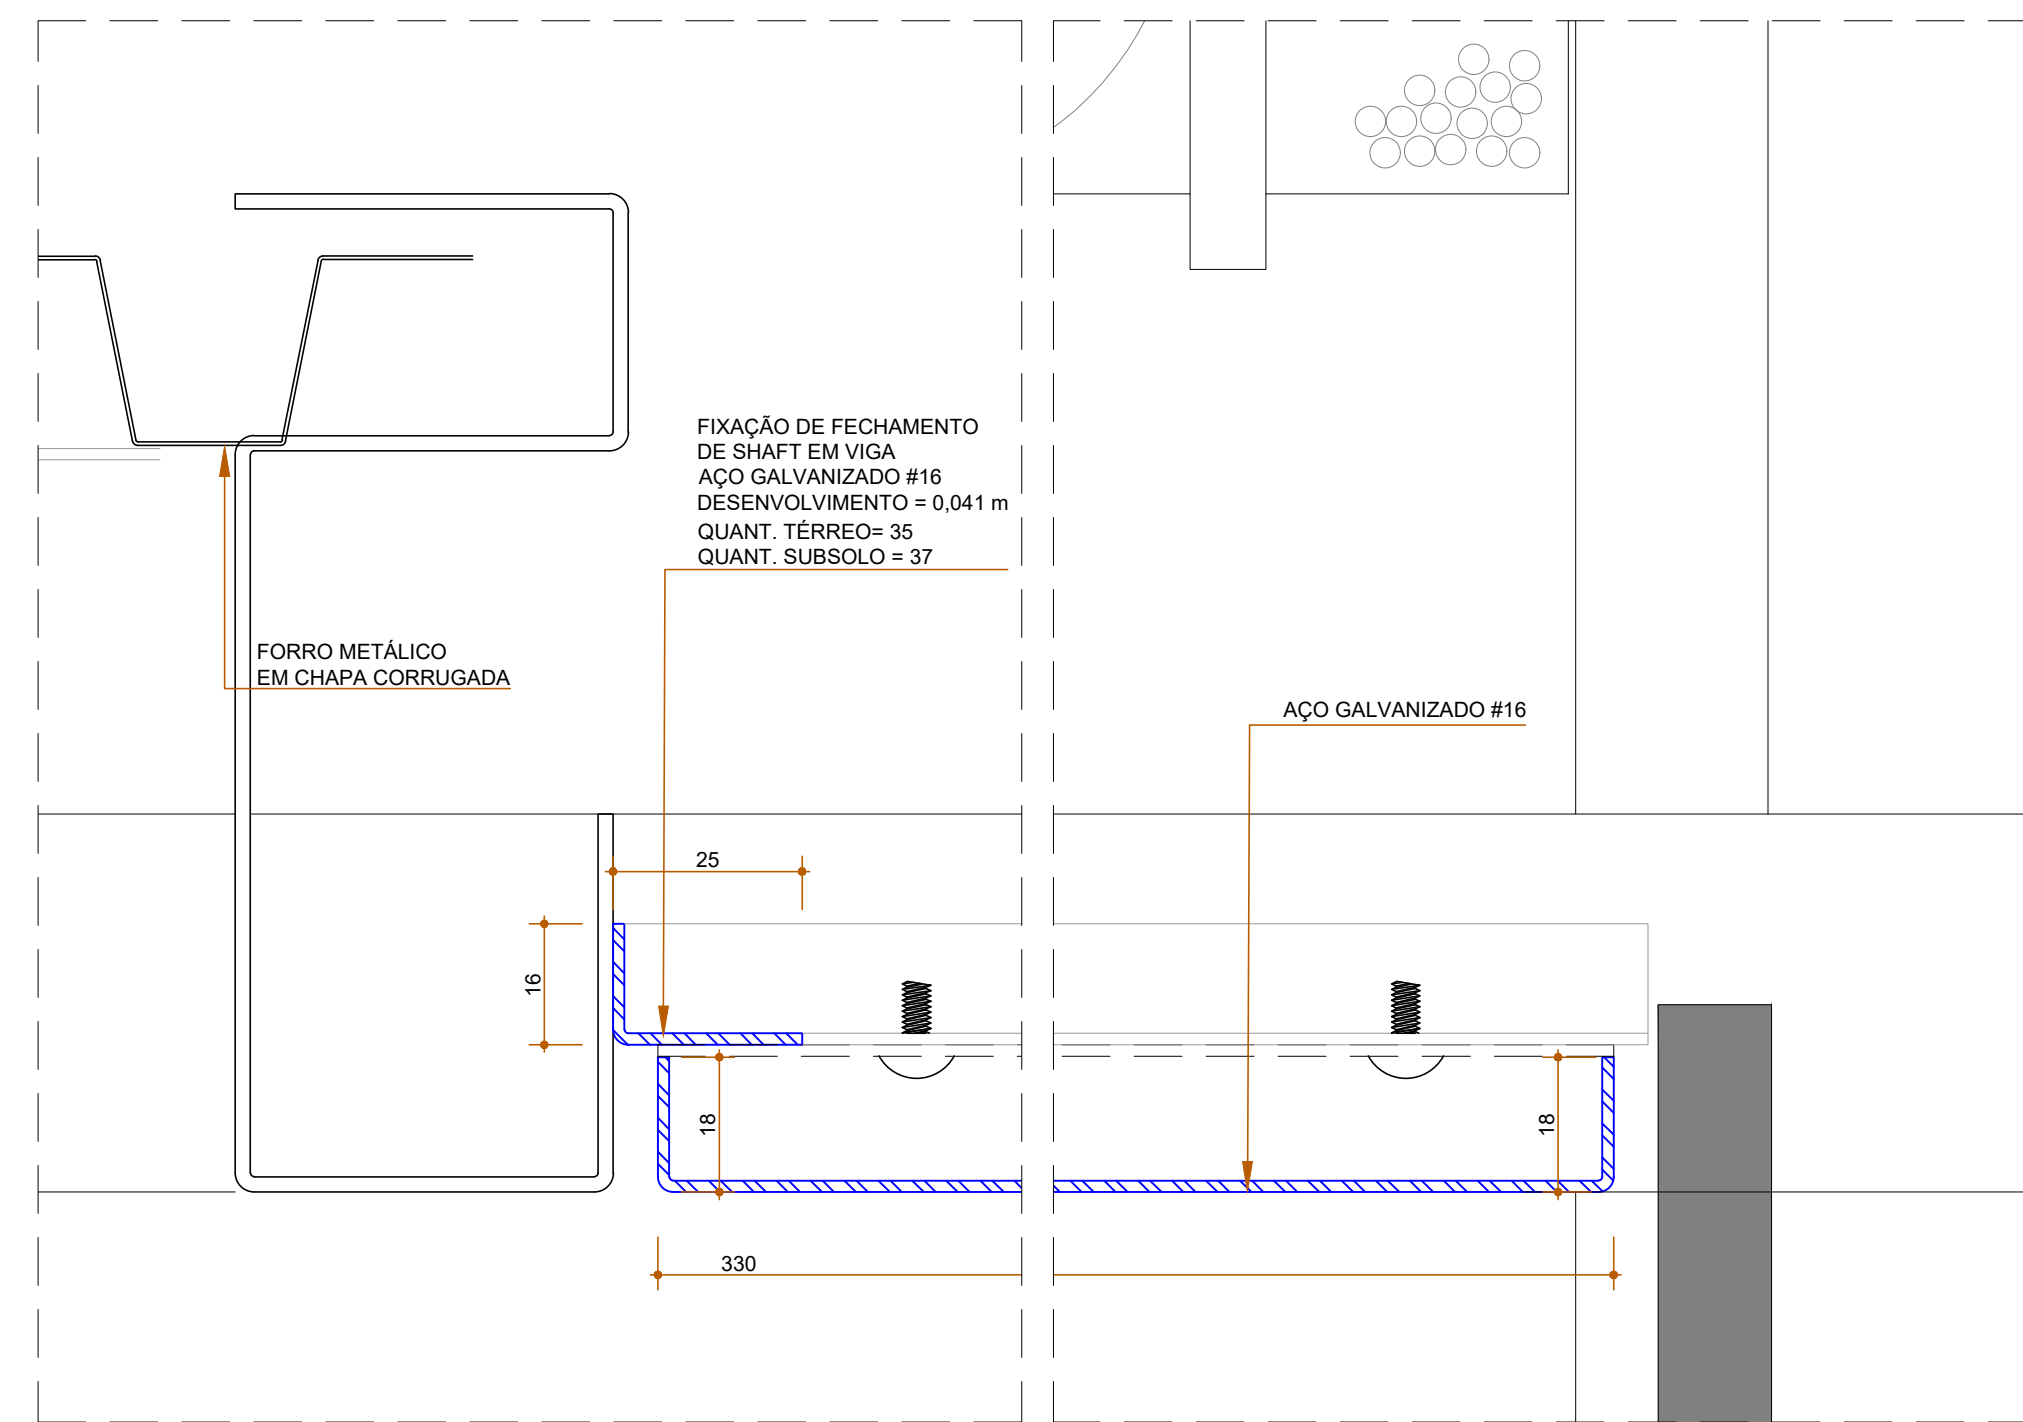 FIXAÇÃO DE FECHAMENTO
DE SHAFT EM VIGA
AÇO GALVANIZADO #16
DESENVOLVIMENTO = 0,041 m
QUANT. TÉRREO= 35
QUANT. SUBSOLO = 37
FORRO METÁLICO
EM CHAPA CORRUGADA
AÇO GALVANIZADO #16
25
16
18
18
330